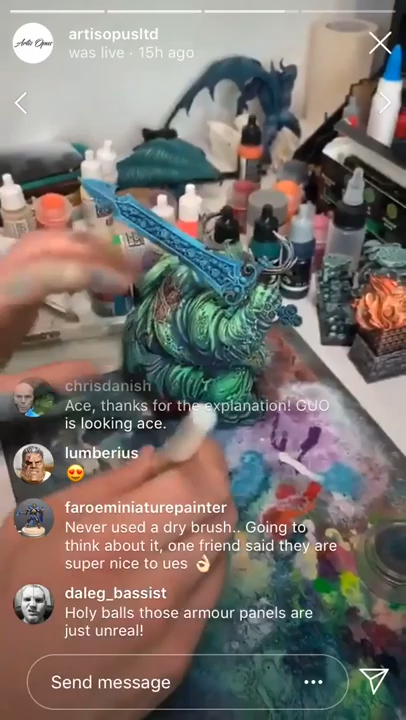 Artis Opus
artisopusltd
was live · 15h ago
chrisdanish
Ace, thanks for the explanation! GUO
is looking ace.
lumberius
😍
faroeminiaturepainter
Never used a dry brush.. Going to
think about it, one friend said they are
super nice to ues 👌🏻
daleg_bassist
Holy balls those armour panels are
just unreal!
Send message